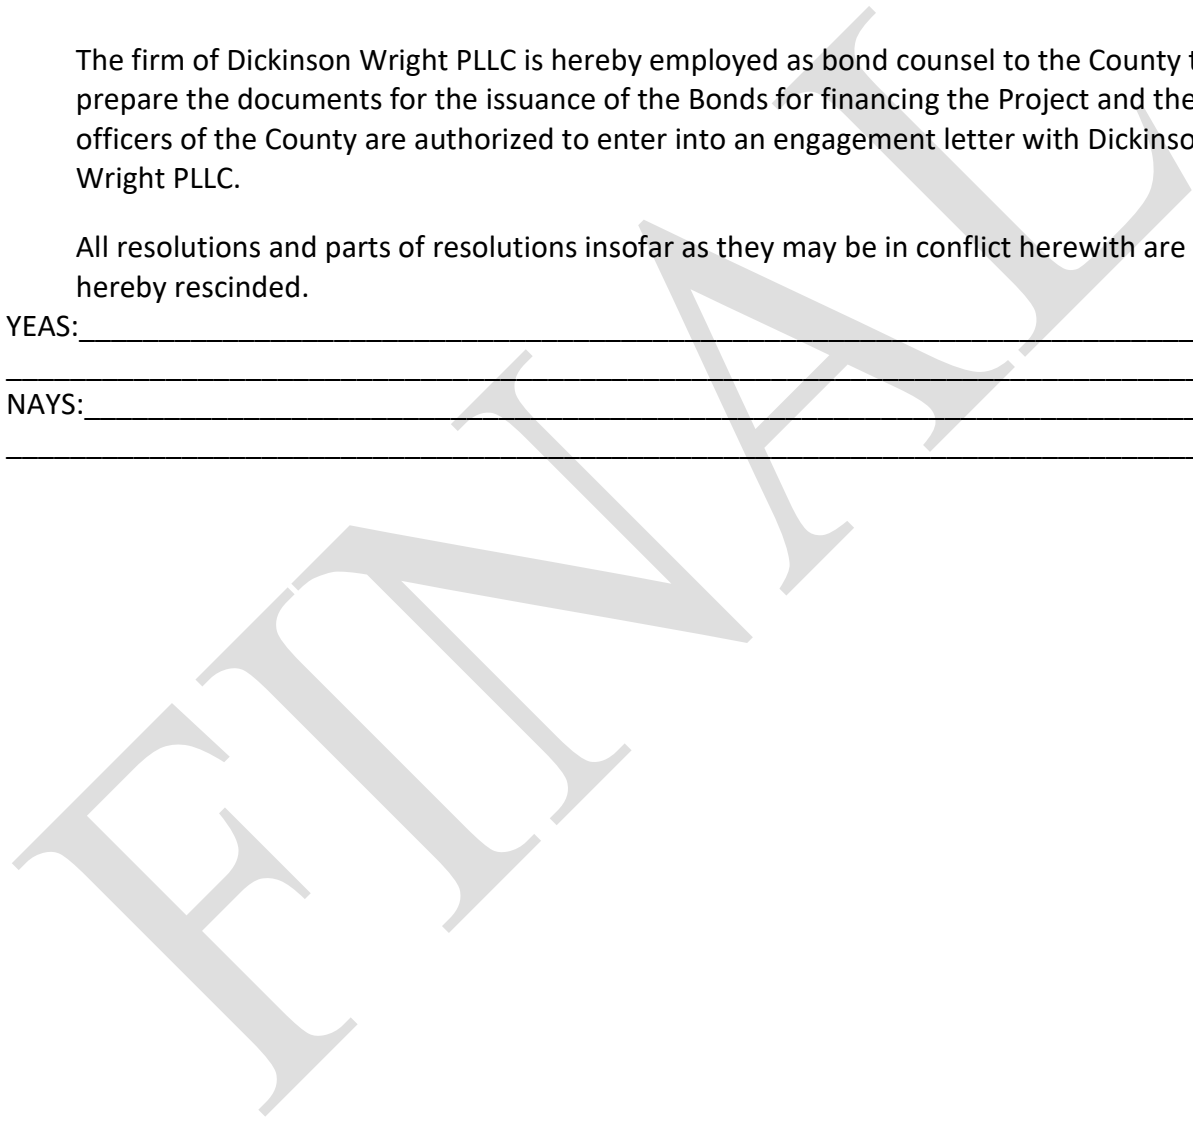 The firm of Dickinson Wright PLLC is hereby employed as bond counsel to the County t
prepare the documents for the issuance of the Bonds for financing the Project and the
officers of the County are authorized to enter into an engagement letter with Dickinso
Wright PLLC.
All resolutions and parts of resolutions insofar as they may be in conflict herewith are
hereby rescinded.
YEAS:
NAYS:
FINAL